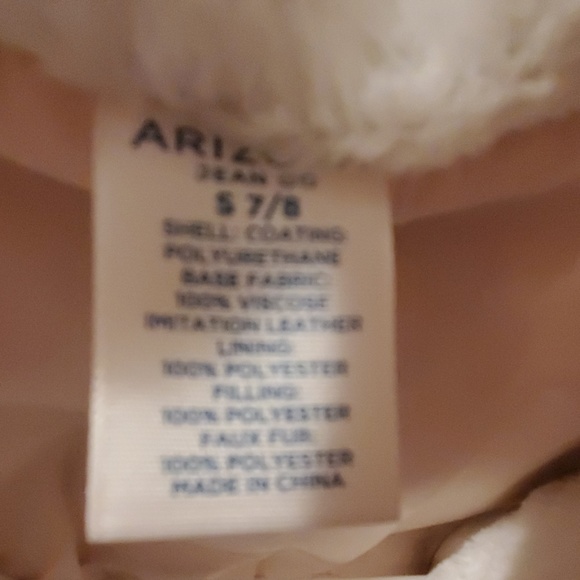 ARIZO
JEAN CO
S 7/8
SHELL: COATING:
POLYURETHANE
BASE FABRIC:
100% VISCOSE
IMITATION LEATHER
LINING:
100% POLYESTER
FILLING:
100% POLYESTER
FAUX FUR:
100% POLYESTER
MADE IN CHINA